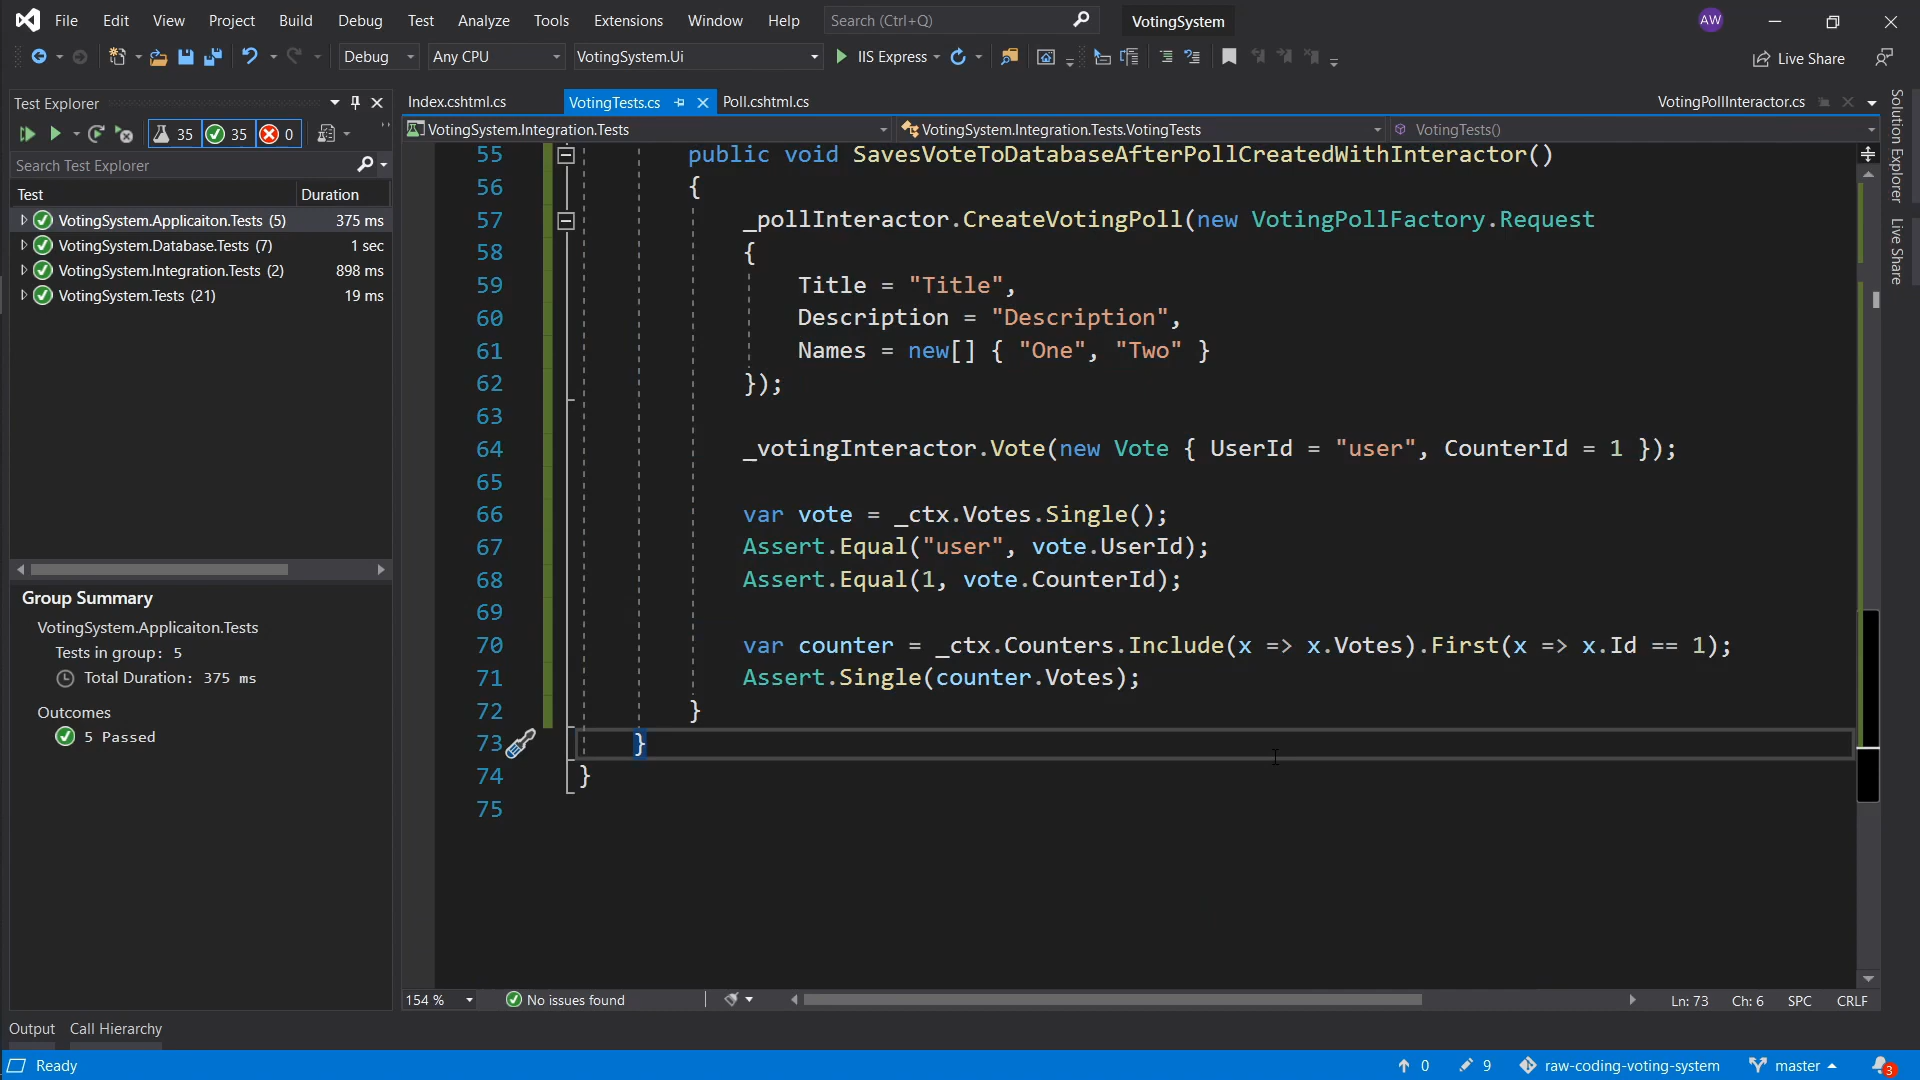 File Edit View Project Build Debug Test Analyze Tools Extensions Window Help Search (Ctrl+Q) VotingSystem AW
Debug Any CPU VotingSystem.Ui IIS Express Live Share
Test Explorer
35 35 0
Search Test Explorer
Test Duration
VotingSystem.Applicaiton.Tests (5) 375 ms
VotingSystem.Database.Tests (7) 1 sec
VotingSystem.Integration.Tests (2) 898 ms
VotingSystem.Tests (21) 19 ms
Group Summary
VotingSystem.Applicaiton.Tests
Tests in group: 5
Total Duration: 375 ms
Outcomes
5 Passed
Index.cshtml.cs VotingTests.cs Poll.cshtml.cs VotingPollInteractor.cs
VotingSystem.Integration.Tests VotingSystem.Integration.Tests.VotingTests VotingTests()
55 public void SavesVoteToDatabaseAfterPollCreatedWithInteractor()
56 {
57 _pollInteractor.CreateVotingPoll(new VotingPollFactory.Request
58 {
59 Title = "Title",
60 Description = "Description",
61 Names = new[] { "One", "Two" }
62 });
63
64 _votingInteractor.Vote(new Vote { UserId = "user", CounterId = 1 });
65
66 var vote = _ctx.Votes.Single();
67 Assert.Equal("user", vote.UserId);
68 Assert.Equal(1, vote.CounterId);
69
70 var counter = _ctx.Counters.Include(x => x.Votes).First(x => x.Id == 1);
71 Assert.Single(counter.Votes);
72 }
73 }
74 }
75
154 % No issues found Ln: 73 Ch: 6 SPC CRLF
Solution Explorer
Live Share
Output Call Hierarchy
Ready 0 9 raw-coding-voting-system master 3